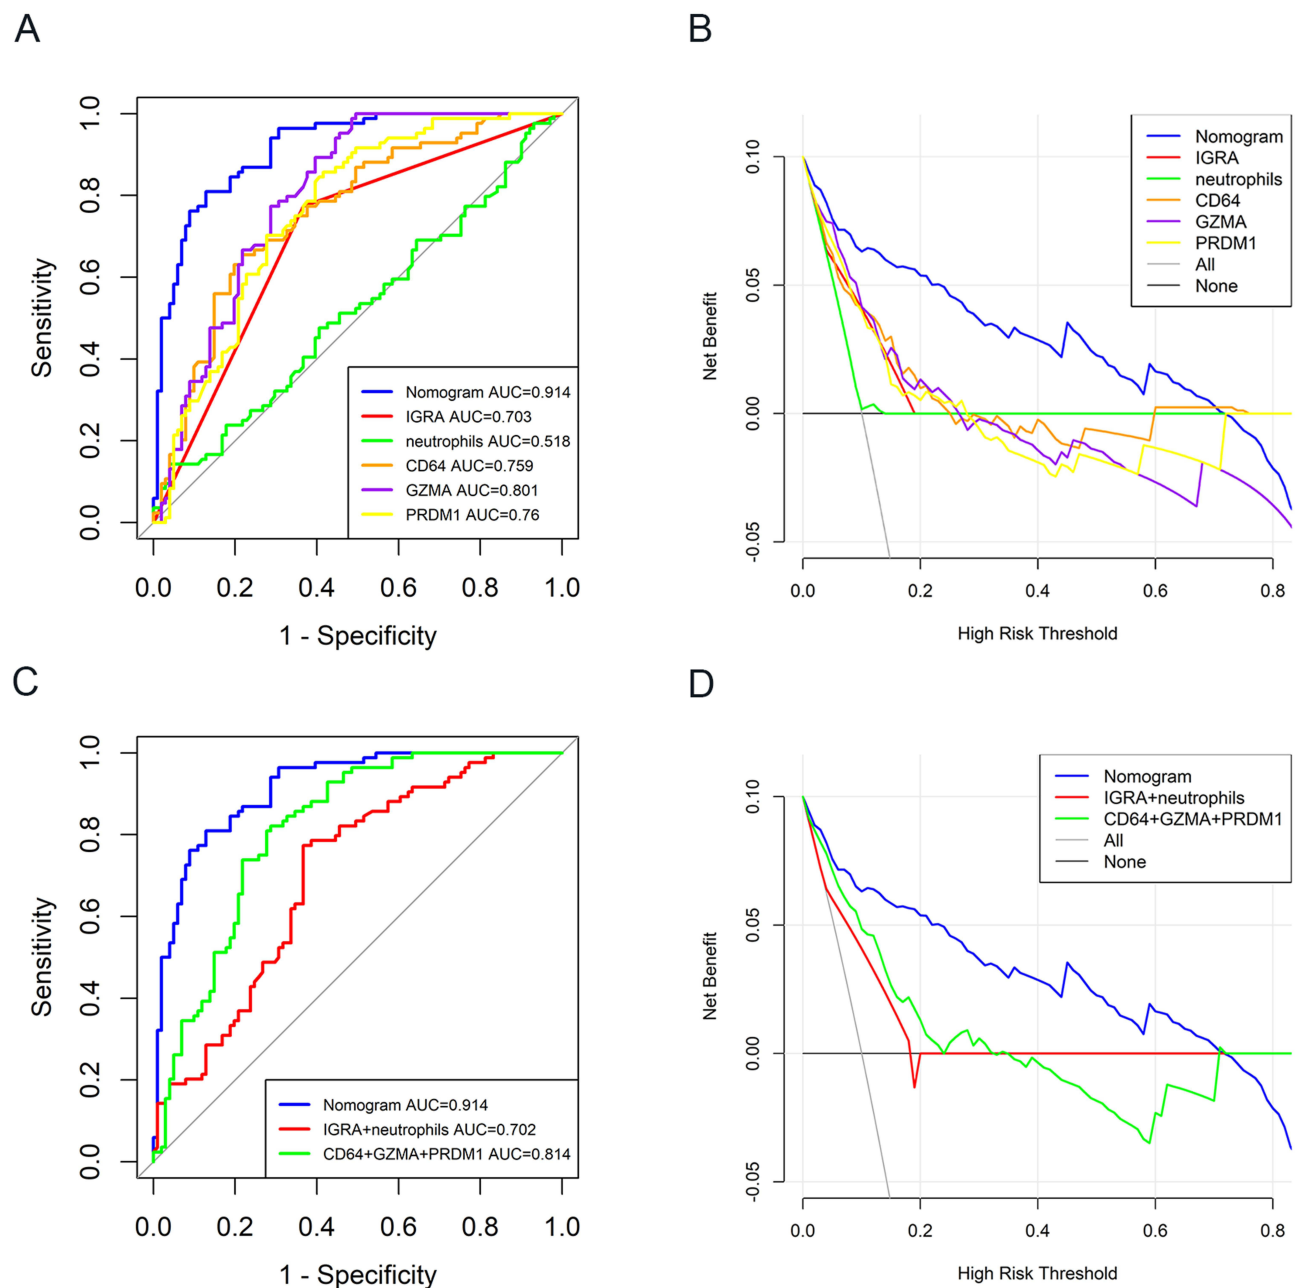 A
B
1.0
0.8
0.6
0.4
0.2
0.0
Sensitivity
Nomogram AUC=0.914
IGRA AUC=0.703
neutrophils AUC=0.518
CD64 AUC=0.759
GZMA AUC=0.801
PRDM1 AUC=0.76
0.0 0.2 0.4 0.6 0.8 1.0
1 - Specificity
0.10
0.05
0.00
-0.05
Net Benefit
Nomogram
IGRA
neutrophils
CD64
GZMA
PRDM1
All
None
0.0 0.2 0.4 0.6 0.8
High Risk Threshold
C
D
1.0
0.8
0.6
0.4
0.2
0.0
Sensitivity
Nomogram AUC=0.914
IGRA+neutrophils AUC=0.702
CD64+GZMA+PRDM1 AUC=0.814
0.0 0.2 0.4 0.6 0.8 1.0
1 - Specificity
0.10
0.05
0.00
-0.05
Net Benefit
Nomogram
IGRA+neutrophils
CD64+GZMA+PRDM1
All
None
0.0 0.2 0.4 0.6 0.8
High Risk Threshold